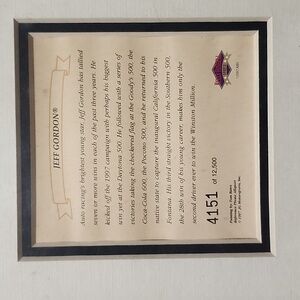 JEFF GORDON®
Auto racing's brightest young star, Jeff Gordon has tallied
seven or more wins in each of the past three years. He
kicked off the 1997 campaign with perhaps his biggest
win yet at the Daytona 500. He followed with a series of
victories taking the checkered flag at the Goody's 500, the
Coca-Cola 600, the Pocono 500, and he returned to his
native state to capture the inaugural California 500 in
Fontana. His third straight victory in the Southern 500,
the 26th win of his young career, makes him only the
second driver ever to win the Winston Million.
4151 of 12,500